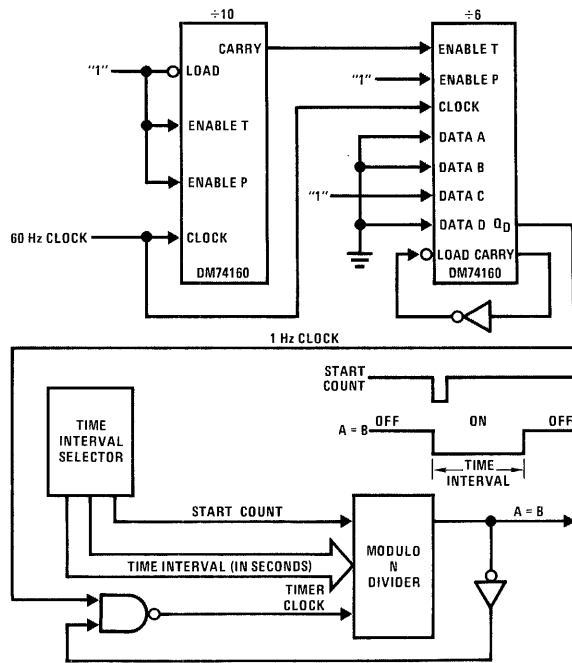 ÷10
CARRY
"1"
LOAD
ENABLE T
ENABLE P
60 Hz CLOCK
CLOCK
DM74160
÷6
ENABLE T
"1"
ENABLE P
CLOCK
DATA A
DATA B
"1"
DATA C
DATA D QD
LOAD CARRY
DM74160
1 Hz CLOCK
START
COUNT
A = B
OFF
ON
OFF
TIME
INTERVAL
TIME
INTERVAL
SELECTOR
START COUNT
TIME INTERVAL (IN SECONDS)
TIMER
CLOCK
MODULO
N
DIVIDER
A = B